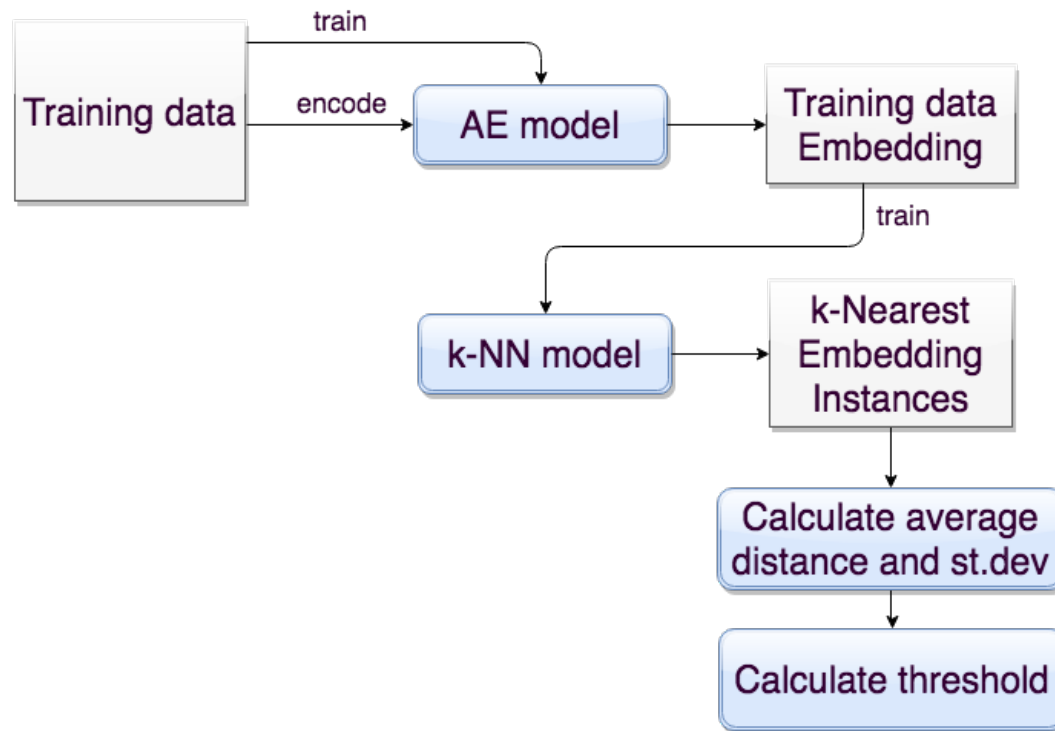 train
Training data
encode
AE model
Training data
Embedding
train
k-NN model
k-Nearest
Embedding
Instances
Calculate average
distance and st.dev
Calculate threshold